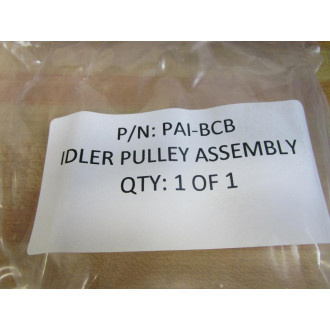 P/N: PAI-BCB
IDLER PULLEY ASSEMBLY
QTY: 1 OF 1